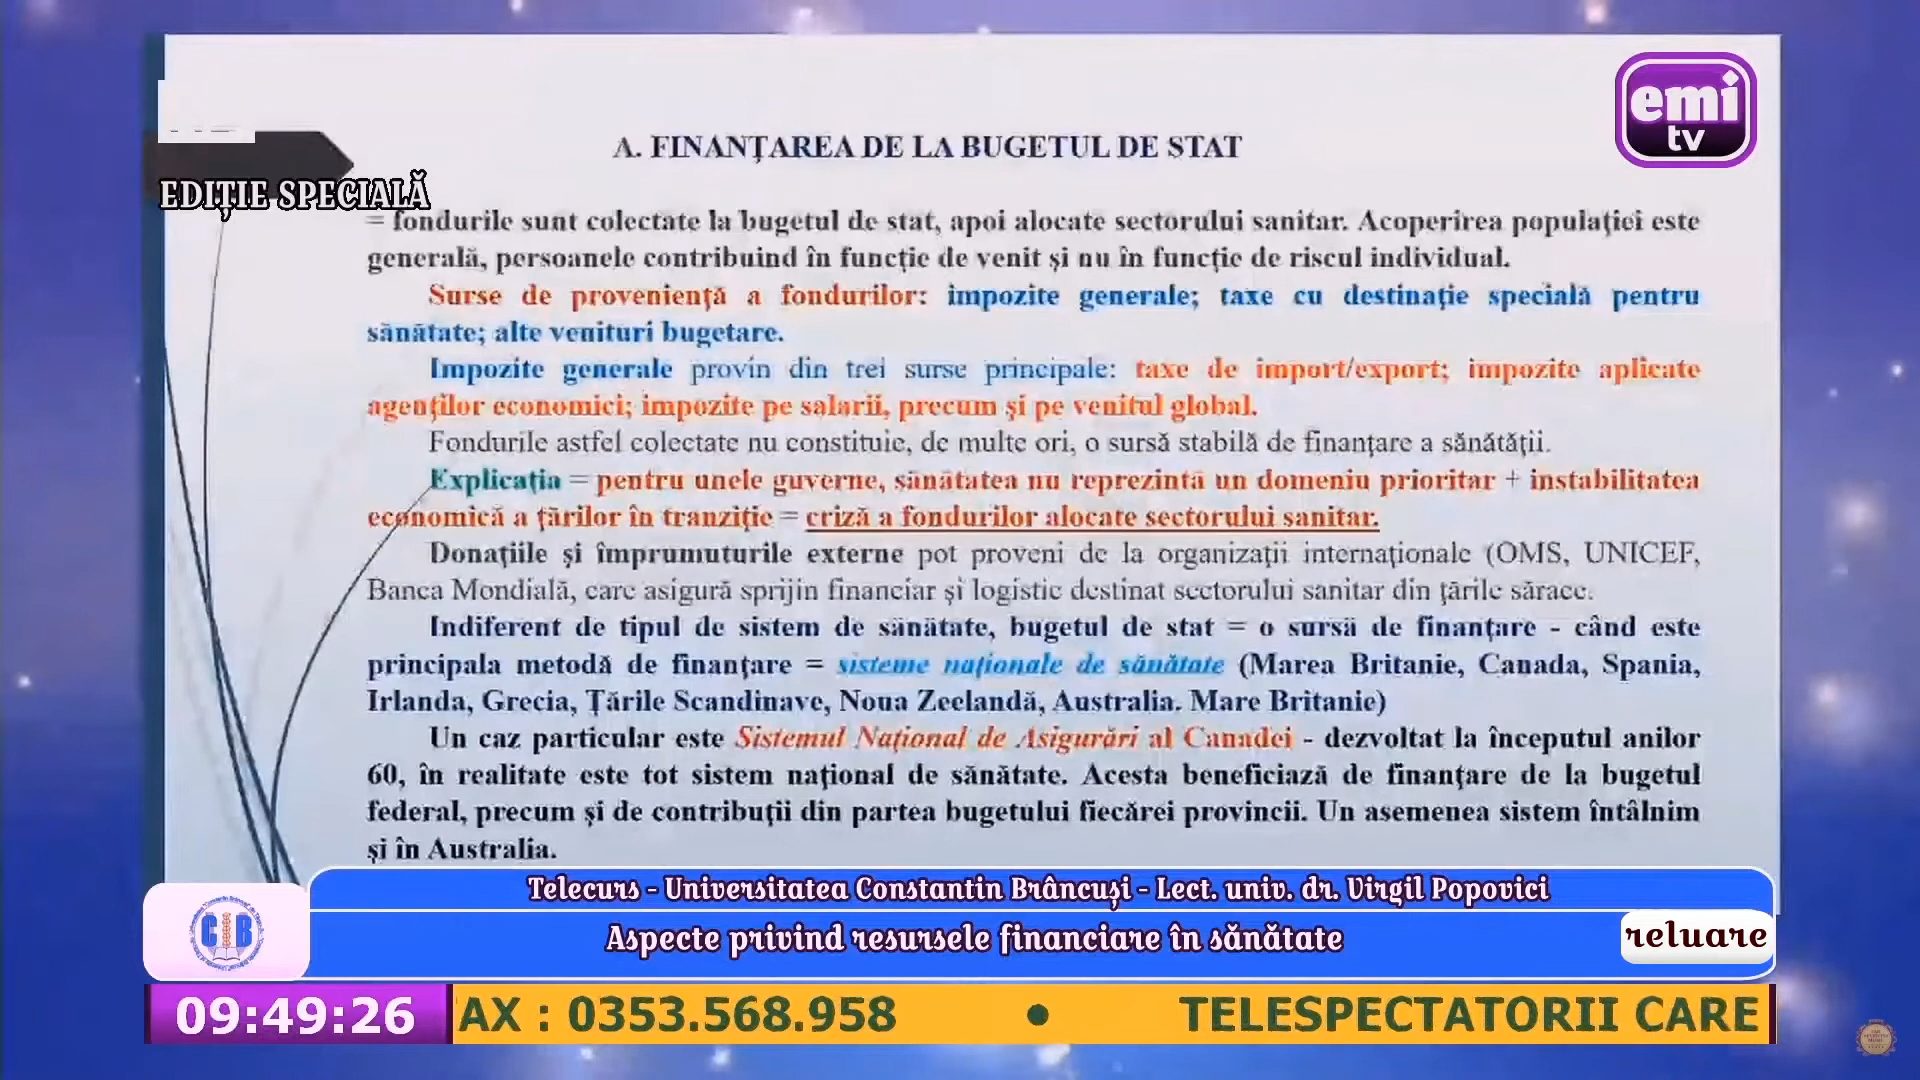 emi
tv
A. FINANȚAREA DE LA BUGETUL DE STAT
EDIȚIE SPECIALĂ
= fondurile sunt colectate la bugetul de stat, apoi alocate sectorului sanitar. Acoperirea populației este
generală, persoanele contribuind în funcție de venit și nu în funcție de riscul individual.
Surse de proveniență a fondurilor: impozite generale; taxe cu destinație specială pentru
sănătate; alte venituri bugetare.
Impozite generale provin din trei surse principale: taxe de import/export; impozite aplicate
agenților economici; impozite pe salarii, precum și pe venitul global.
Fondurile astfel colectate nu constituie, de multe ori, o sursă stabilă de finanțare a sănătății.
Explicația = pentru unele guverne, sănătatea nu reprezintă un domeniu prioritar + instabilitatea
economică a țărilor în tranziție = criză a fondurilor alocate sectorului sanitar.
Donațiile și împrumuturile externe pot proveni de la organizații internaționale (OMS, UNICEF,
Banca Mondială, care asigură sprijin financiar și logistic destinat sectorului sanitar din țările sărace.
Indiferent de tipul de sistem de sănătate, bugetul de stat = o sursă de finanțare - când este
principala metodă de finanțare = sisteme naționale de sănătate (Marea Britanie, Canada, Spania,
Irlanda, Grecia, Țările Scandinave, Noua Zeelandă, Australia. Mare Britanie)
Un caz particular este Sistemul Național de Asigurări al Canadei - dezvoltat la începutul anilor
60, în realitate este tot sistem național de sănătate. Acesta beneficiază de finanțare de la bugetul
federal, precum și de contribuții din partea bugetului fiecărei provincii. Un asemenea sistem întâlnim
și în Australia.
Telecurs - Universitatea Constantin Brâncuși - Lect. univ. dr. Virgil Popovici
CIB
Aspecte privind resursele financiare în sănătate
reluare
09:49:26
AX : 0353.568.958 • TELESPECTATORII CARE